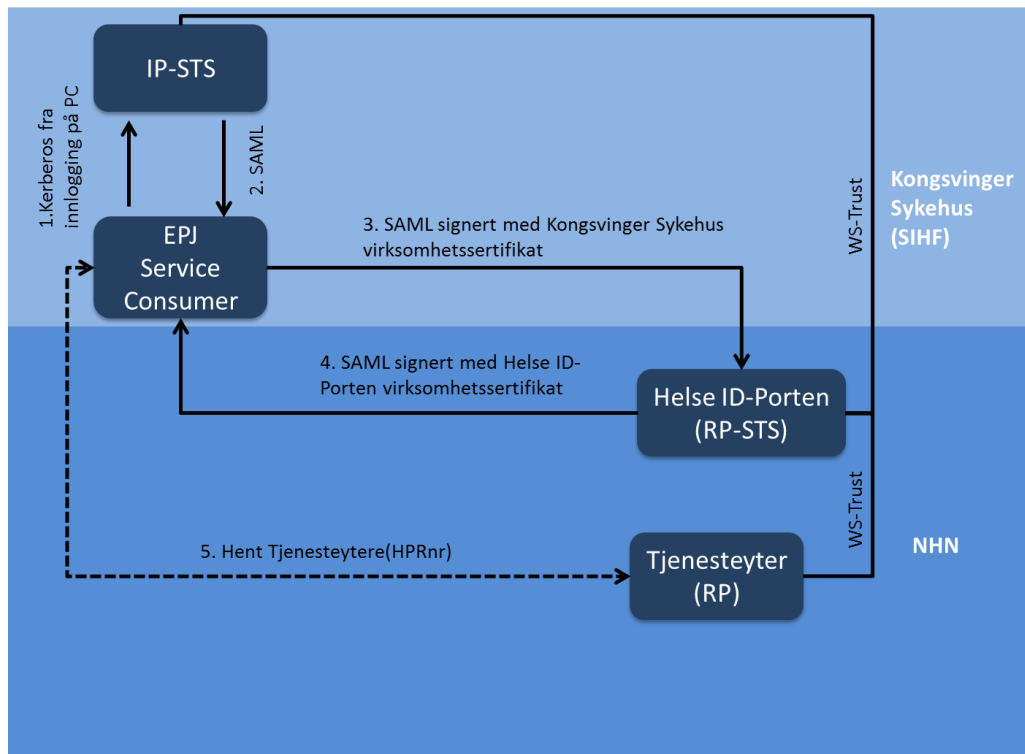 IP-STS
1.Kerberos fra
innlogging på PC
2. SAML
EPJ
Service
Consumer
3. SAML signert med Kongsvinger Sykehus
virksomhetssertifikat
WS-Trust
Kongsvinger
Sykehus
(SIHF)
4. SAML signert med Helse ID-
Porten virksomhetssertifikat
Helse ID-Porten
(RP-STS)
WS-Trust
NHN
5. Hent Tjenesteytere(HPRnr)
Tjenesteyter
(RP)